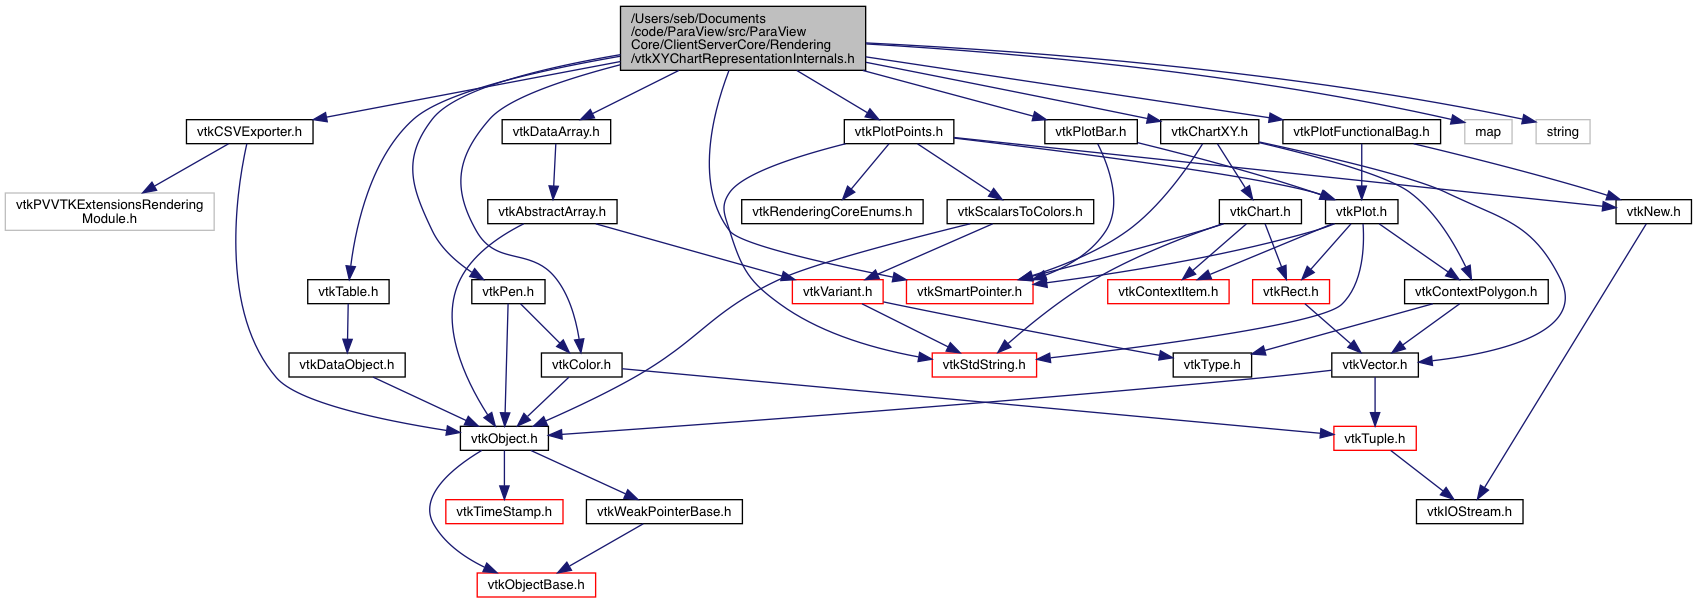 /Users/seb/Documents
/code/ParaView/src/ParaView
Core/ClientServerCore/Rendering
/vtkXYChartRepresentationInternals.h
vtkCSVExporter.h
vtkDataArray.h
vtkPlotPoints.h
vtkPlotBar.h
vtkChartXY.h
vtkPlotFunctionalBag.h
map
string
vtkPVVTKExtensionsRendering
Module.h
vtkAbstractArray.h
vtkRenderingCoreEnums.h
vtkScalarsToColors.h
vtkChart.h
vtkPlot.h
vtkNew.h
vtkTable.h
vtkPen.h
vtkVariant.h
vtkSmartPointer.h
vtkContextItem.h
vtkRect.h
vtkContextPolygon.h
vtkDataObject.h
vtkColor.h
vtkStdString.h
vtkType.h
vtkVector.h
vtkObject.h
vtkTuple.h
vtkTimeStamp.h
vtkWeakPointerBase.h
vtkIOStream.h
vtkObjectBase.h